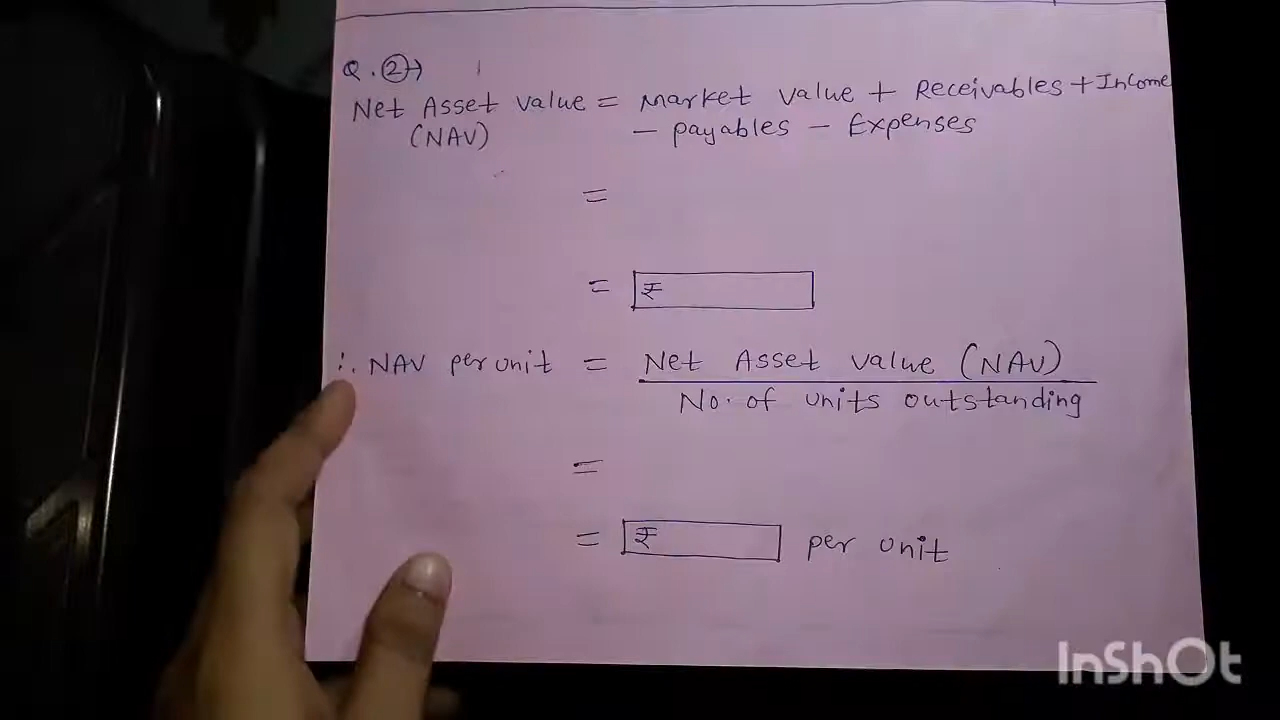 Q. 2→
Net Asset value = Market value + Receivables + Income
(NAV) - payables - Expenses
=
= ₹
∴ NAV per unit = Net Asset value (NAV)
No. of units outstanding
=
= ₹ per unit
InShOt